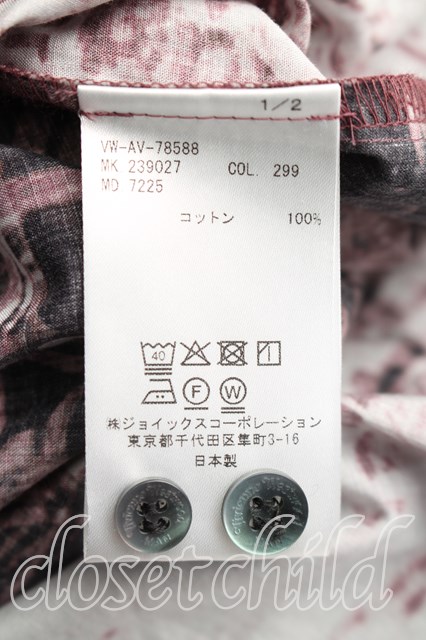 1/2
VW-AV-78588
MK 239027 COL. 299
MD 7225
コットン 100%
40
F W
㈱ジョイックスコーポレーション
東京都千代田区隼町3-16
日本製
closetchild